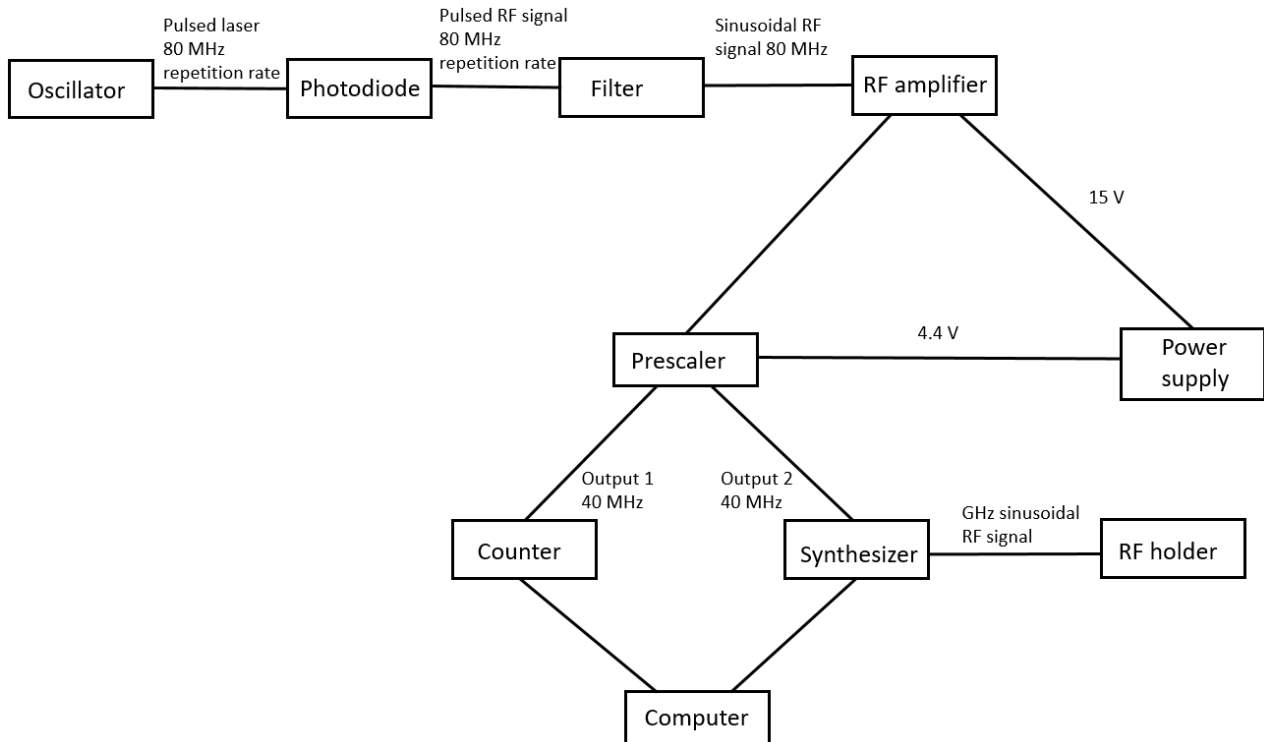 Pulsed laser
80 MHz
repetition rate
Pulsed RF signal
80 MHz
repetition rate
Sinusoidal RF
signal 80 MHz
Oscillator
Photodiode
Filter
RF amplifier
15 V
4.4 V
Prescaler
Power
supply
Output 1
40 MHz
Output 2
40 MHz
GHz sinusoidal
RF signal
Counter
Synthesizer
RF holder
Computer